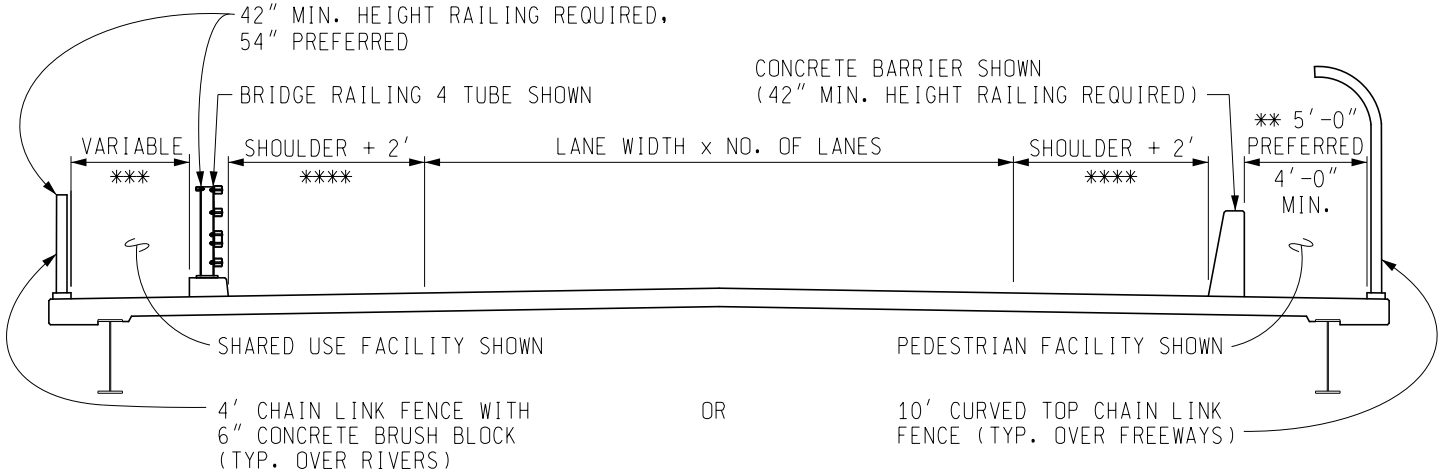 42" MIN. HEIGHT RAILING REQUIRED,
54" PREFERRED
BRIDGE RAILING 4 TUBE SHOWN
CONCRETE BARRIER SHOWN
(42" MIN. HEIGHT RAILING REQUIRED)
VARIABLE
***
SHOULDER + 2'
****
LANE WIDTH x NO. OF LANES
SHOULDER + 2'
****
** 5'-0"
PREFERRED
4'-0"
MIN.
SHARED USE FACILITY SHOWN
PEDESTRIAN FACILITY SHOWN
4' CHAIN LINK FENCE WITH
6" CONCRETE BRUSH BLOCK
(TYP. OVER RIVERS)
OR
10' CURVED TOP CHAIN LINK
FENCE (TYP. OVER FREEWAYS)